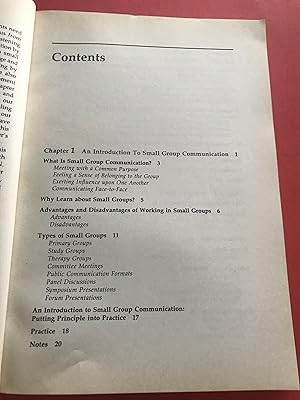 Contents
Chapter 1 An Introduction To Small Group Communication 1
What Is Small Group Communication? 3
Meeting with a Common Purpose
Feeling a Sense of Belonging to the Group
Exerting Influence upon One Another
Communicating Face-to-Face
Why Learn about Small Groups? 5
Advantages and Disadvantages of Working in Small Groups 6
Advantages
Disadvantages
Types of Small Groups 11
Primary Groups
Study Groups
Therapy Groups
Committee Meetings
Public Communication Formats
Panel Discussions
Symposium Presentations
Forum Presentations
An Introduction to Small Group Communication:
Putting Principle into Practice 17
Practice 18
Notes 20